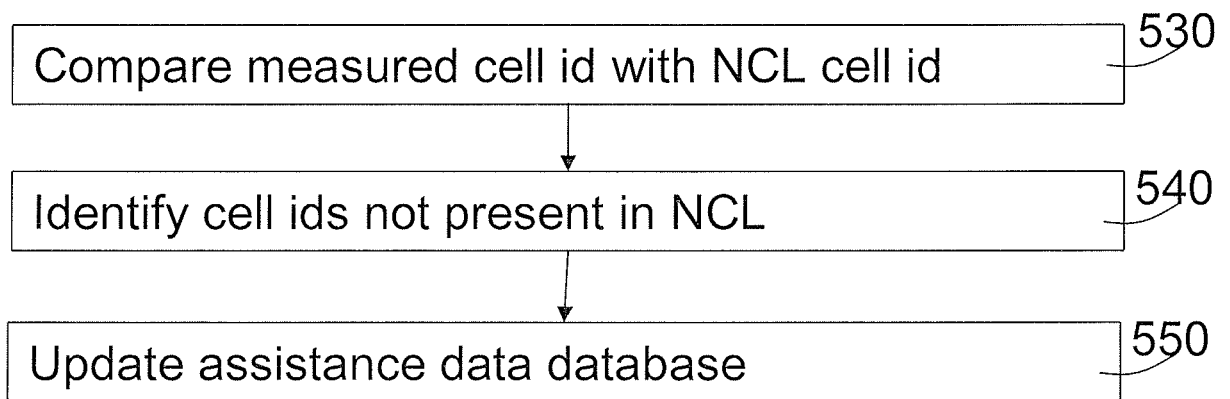 530
Compare measured cell id with NCL cell id
540
Identify cell ids not present in NCL
550
Update assistance data database